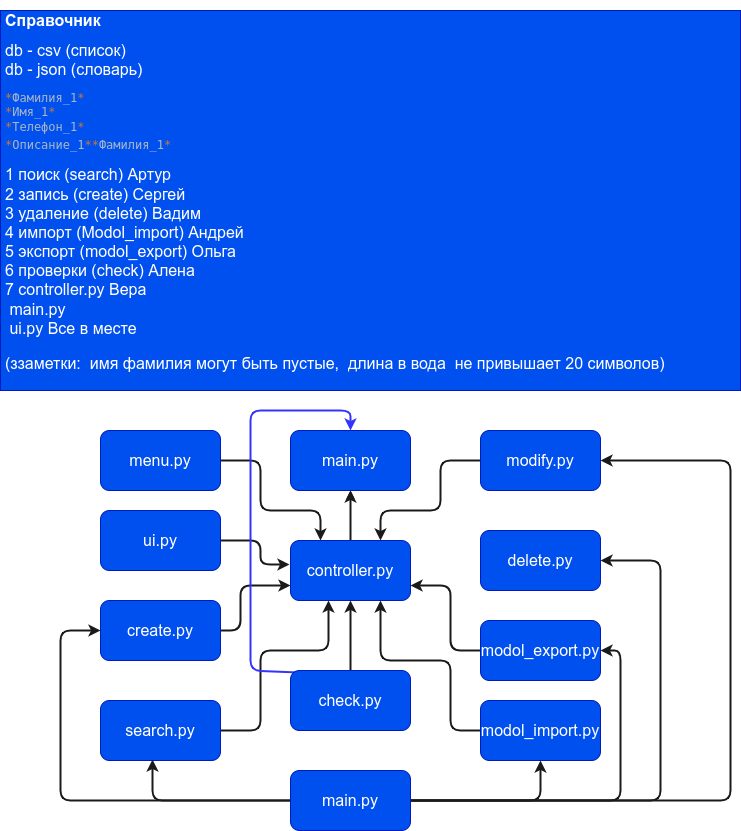 Справочник
db - csv (список)
db - json (словарь)
*Фамилия_1*
*Имя_1*
*Телефон_1*
*Описание_1**Фамилия_1*
1 поиск (search) Артур
2 запись (create) Сергей
3 удаление (delete) Вадим
4 импорт (Modol_import) Андрей
5 экспорт (modol_export) Ольга
6 проверки (check) Алена
7 controller.py Вера
main.py
ui.py Все в месте
(ззаметки: имя фамилия могут быть пустые, длина в вода не привышает 20 символов)
menu.py
main.py
modify.py
ui.py
controller.py
delete.py
create.py
modol_export.py
search.py
check.py
modol_import.py
main.py